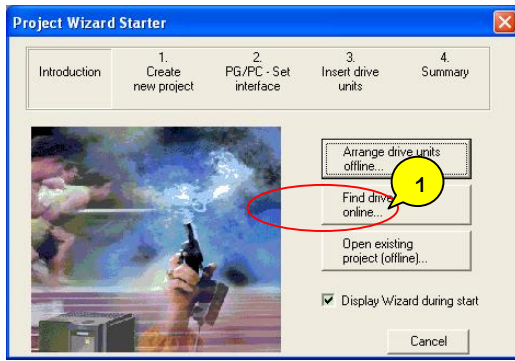 Project Wizard Starter
Introduction
1.
Create
new project
2.
PG/PC - Set
interface
3.
Insert drive
units
4.
Summary
Arrange drive units
offline...
1
Find drive
online...
Open existing
project (offline)...
Display Wizard during start
Cancel